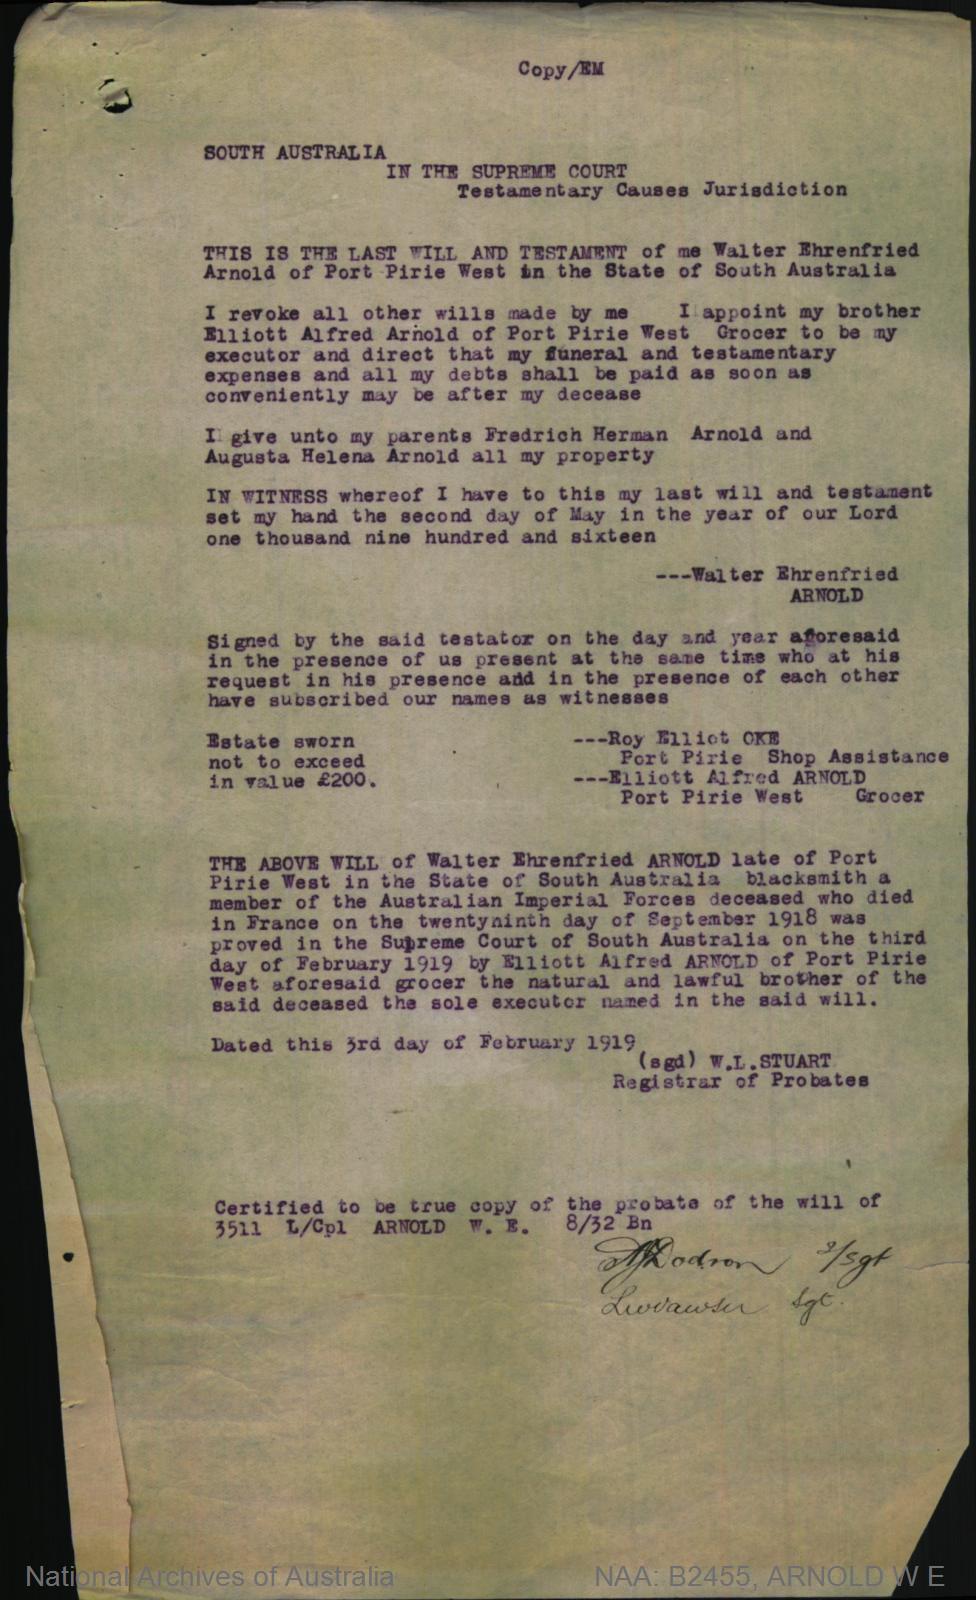 Copy/EM
SOUTH AUSTRALIA
IN THE SUPREME COURT
Testamentary Causes Jurisdiction
THIS IS THE LAST WILL AND TESTAMENT of me Walter Ehrenfried
Arnold of Port Pirie West in the State of South Australia
I revoke all other wills made by me I appoint my brother
Elliott Alfred Arnold of Port Pirie West Grocer to be my
executor and direct that my funeral and testamentary
expenses and all my debts shall be paid as soon as
conveniently may be after my decease
I give unto my parents Fredrich Herman Arnold and
Augusta Helena Arnold all my property
IN WITNESS whereof I have to this my last will and testament
set my hand the second day of May in the year of our Lord
one thousand nine hundred and sixteen
---Walter Ehrenfried
ARNOLD
Signed by the said testator on the day and year aforesaid
in the presence of us present at the same time who at his
request in his presence and in the presence of each other
have subscribed our names as witnesses
Estate sworn
not to exceed
in value £200.
---Roy Elliot OKE
Port Pirie Shop Assistance
---Elliott Alfred ARNOLD
Port Pirie West Grocer
THE ABOVE WILL of Walter Ehrenfried ARNOLD late of Port
Pirie West in the State of South Australia blacksmith a
member of the Australian Imperial Forces deceased who died
in France on the twentyninth day of September 1918 was
proved in the Supreme Court of South Australia on the third
day of February 1919 by Elliott Alfred ARNOLD of Port Pirie
West aforesaid grocer the natural and lawful brother of the
said deceased the sole executor named in the said will.
Dated this 3rd day of February 1919
(sgd) W.L.STUART
Registrar of Probates
Certified to be true copy of the probate of the will of
3511 L/Cpl ARNOLD W. E. 8/32 Bn
S/Sgt
Sgt.
National Archives of Australia
NAA: B2455, ARNOLD W E